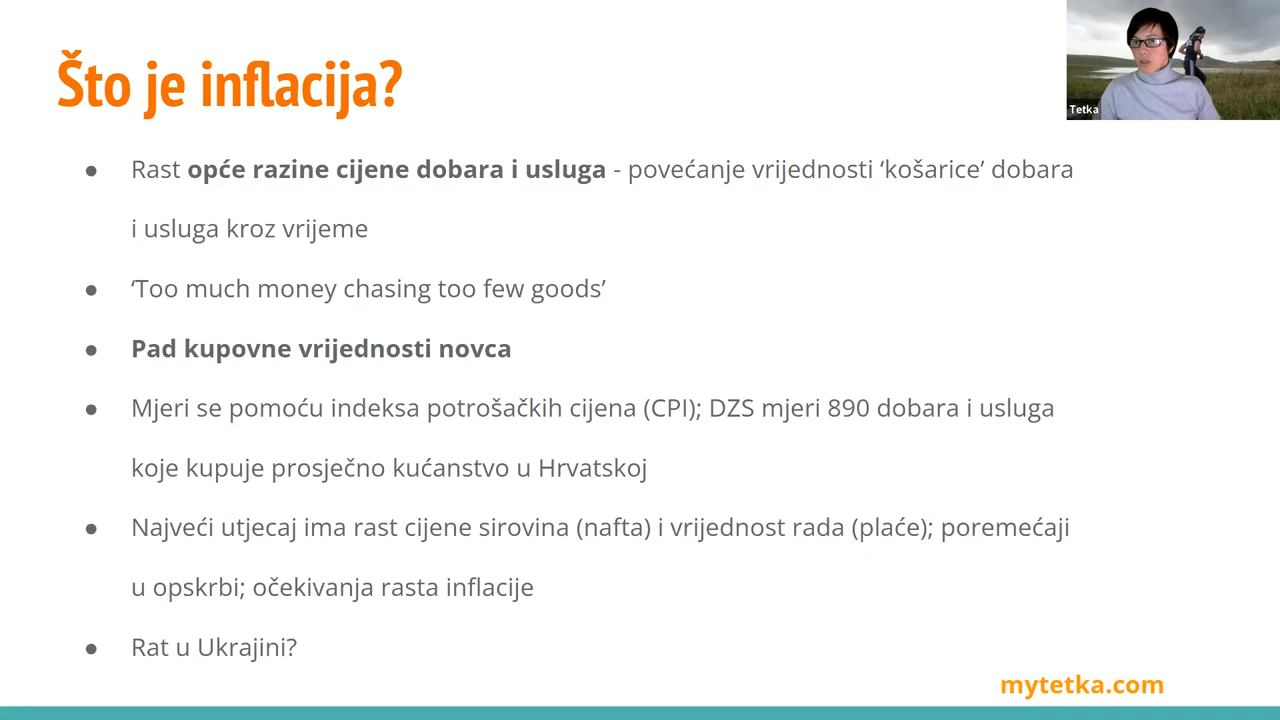 Što je inflacija?
Tetka
● Rast opće razine cijene dobara i usluga - povećanje vrijednosti ‘košarice’ dobara
i usluga kroz vrijeme
● ‘Too much money chasing too few goods’
● Pad kupovne vrijednosti novca
● Mjeri se pomoću indeksa potrošačkih cijena (CPI); DZS mjeri 890 dobara i usluga
koje kupuje prosječno kućanstvo u Hrvatskoj
● Najveći utjecaj ima rast cijene sirovina (nafta) i vrijednost rada (plaće); poremećaji
u opskrbi; očekivanja rasta inflacije
● Rat u Ukrajini?
mytetka.com